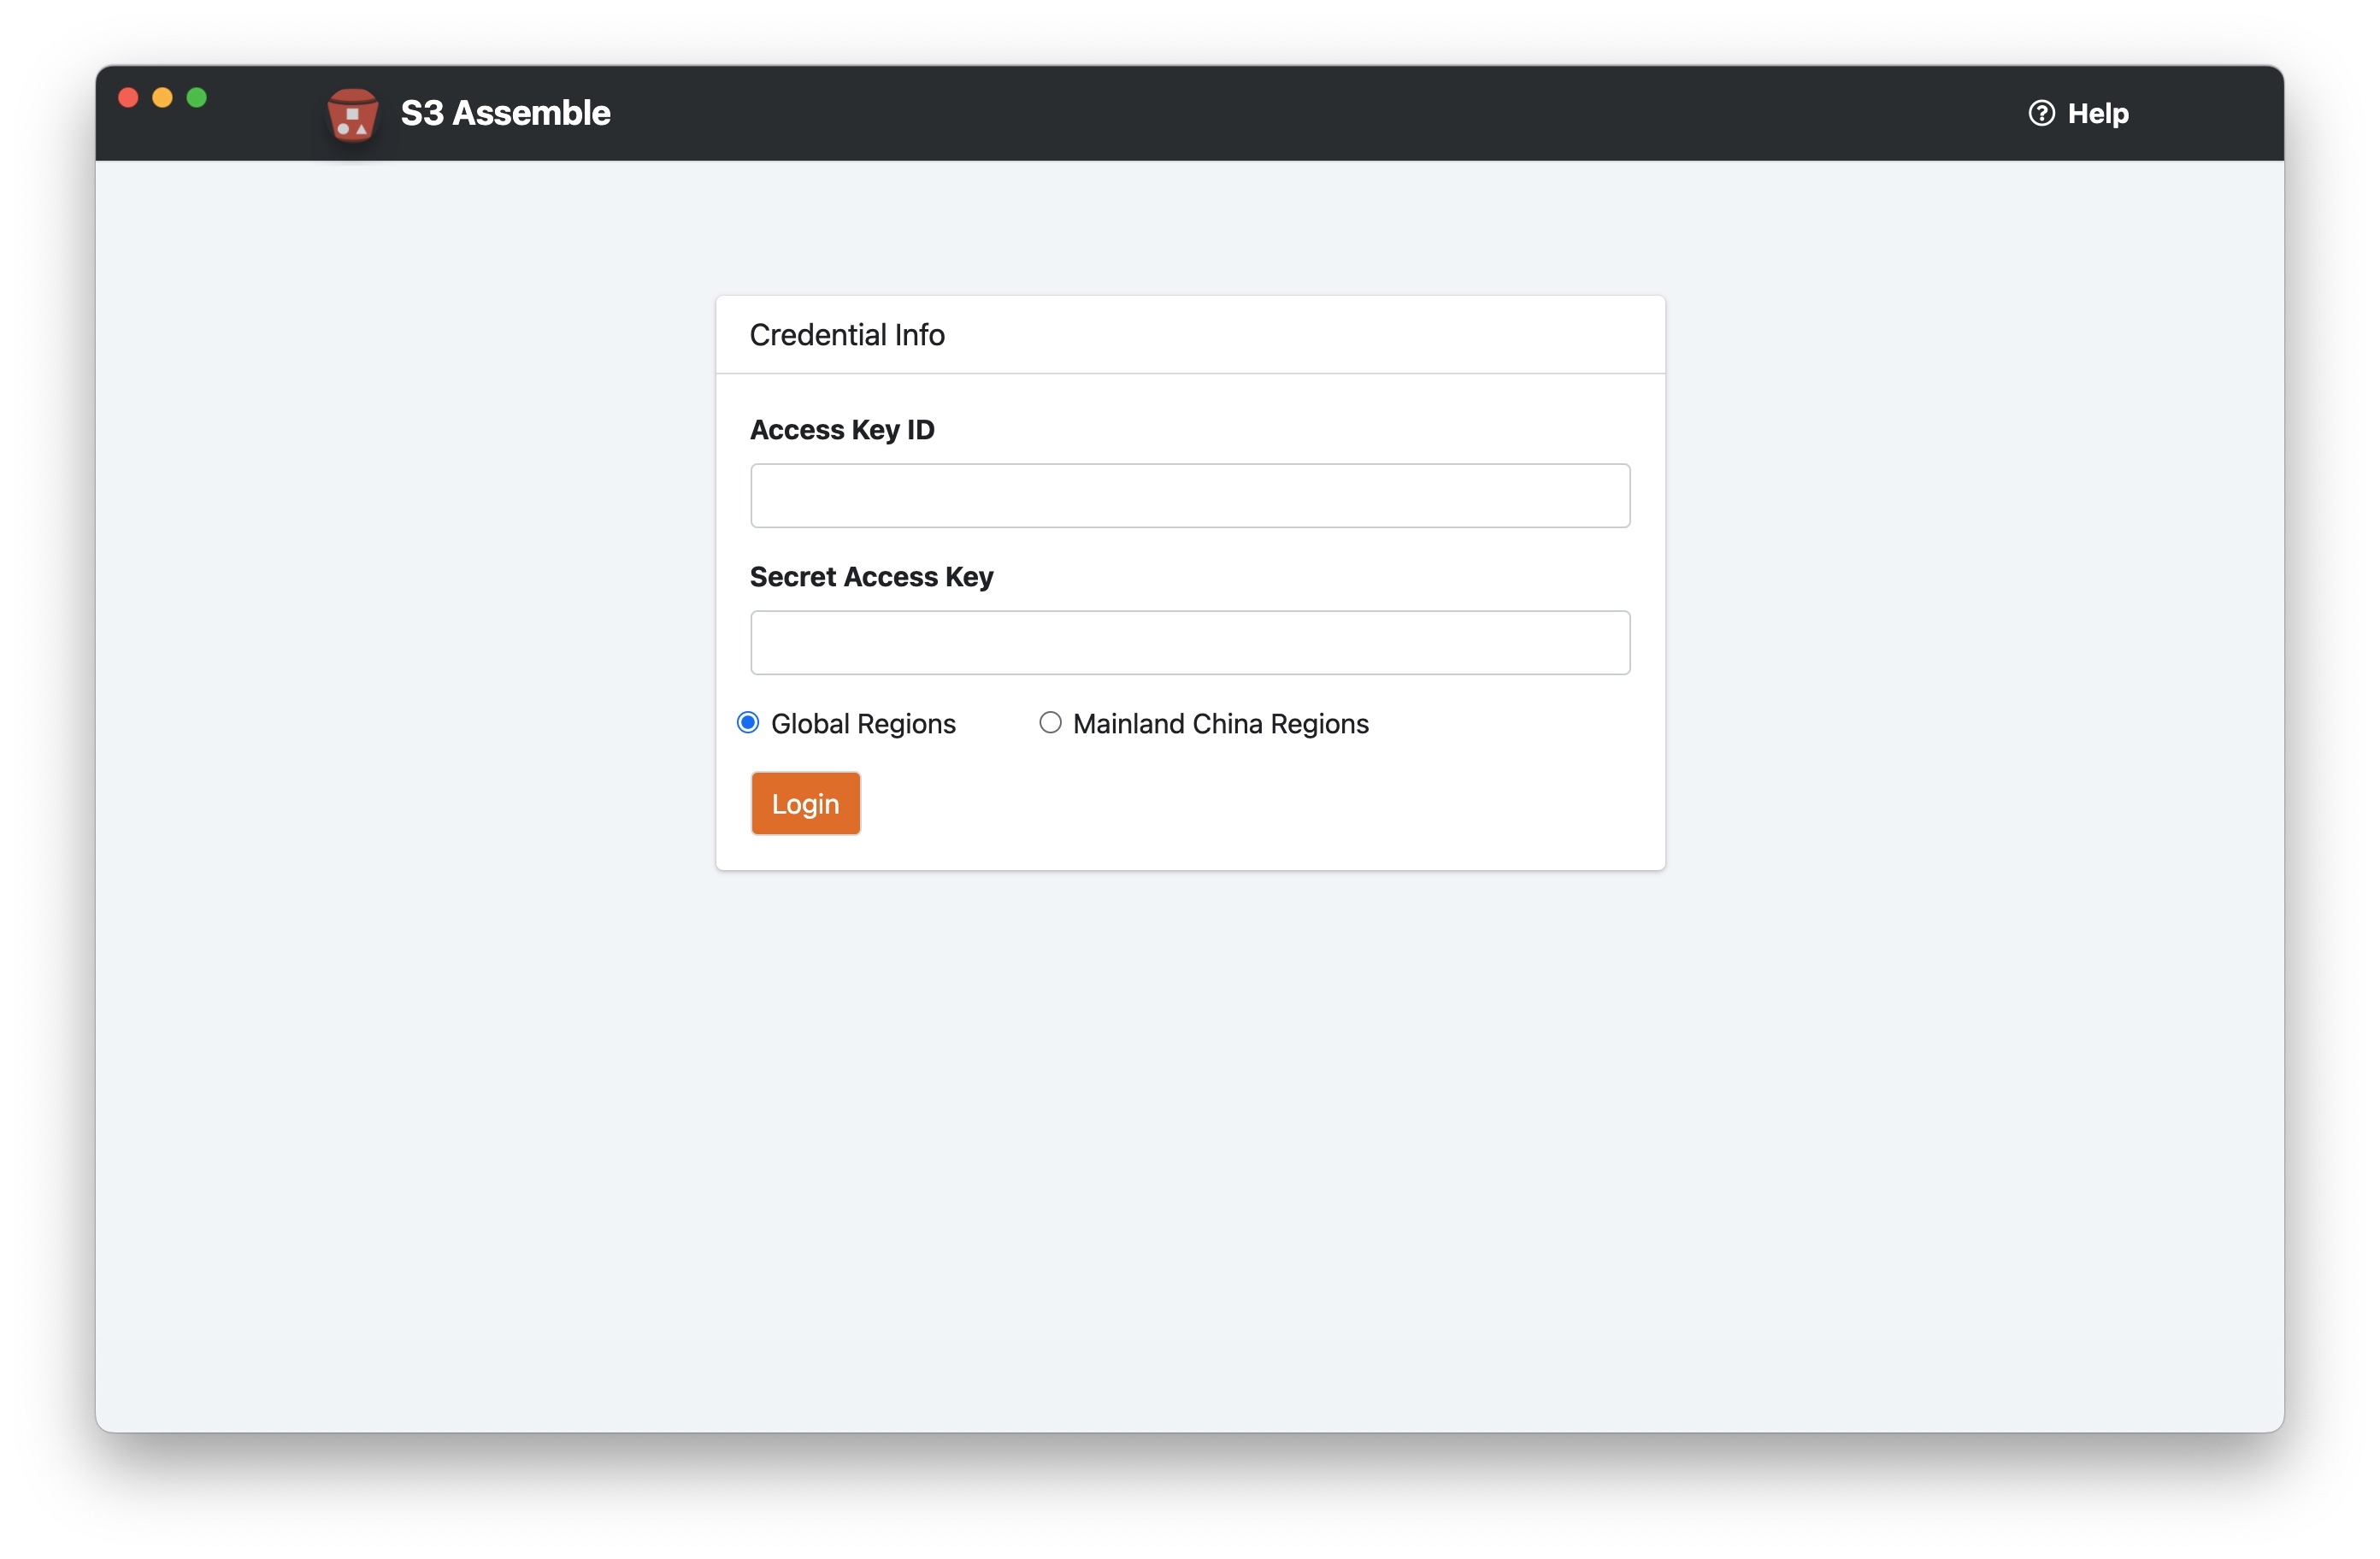 S3 Assemble
Help
Credential Info
Access Key ID
Secret Access Key
Global Regions
Mainland China Regions
Login